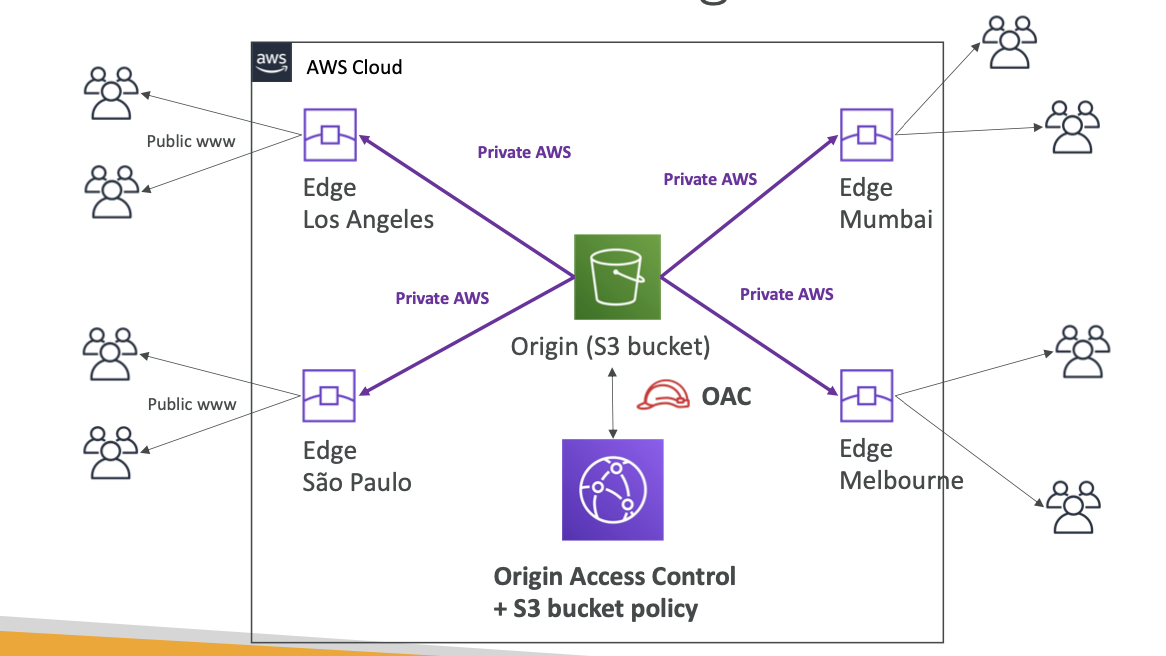 aws
AWS Cloud
Public www
Edge
Los Angeles
Private AWS
Private AWS
Edge
Mumbai
Private AWS
Private AWS
Origin (S3 bucket)
OAC
Public www
Edge
São Paulo
Edge
Melbourne
Origin Access Control
+ S3 bucket policy